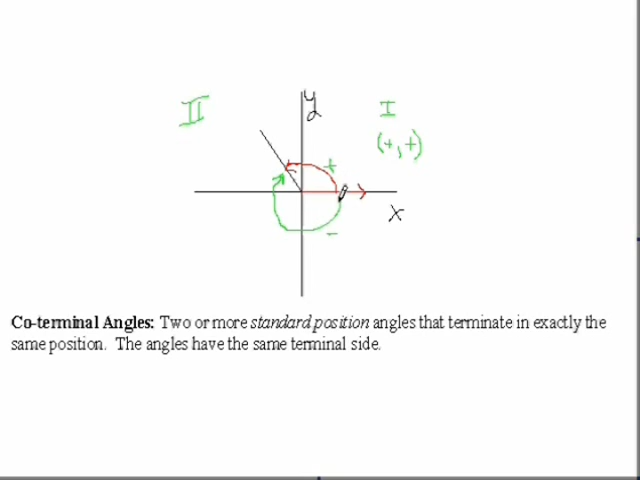 II
y
I
(+,+)
+
x
-
Co-terminal Angles: Two or more standard position angles that terminate in exactly the
same position. The angles have the same terminal side.